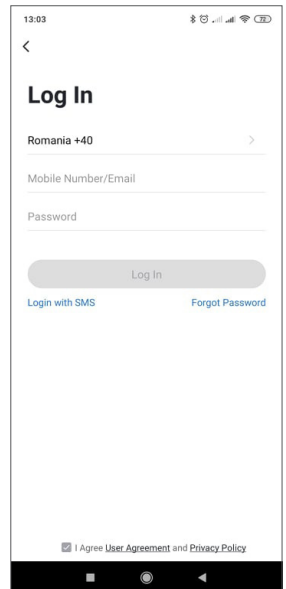 13:03
72
Log In
Romania +40
Mobile Number/Email
Password
Log In
Login with SMS Forgot Password
I Agree User Agreement and Privacy Policy